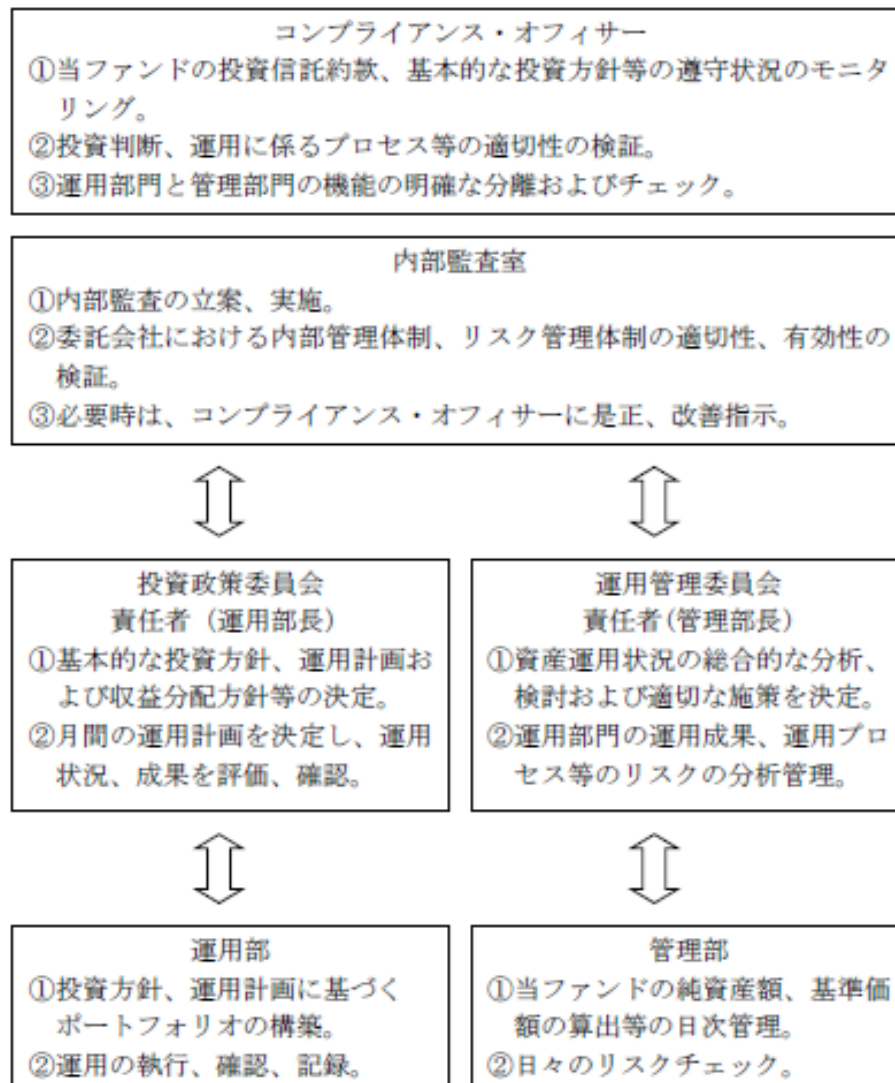 コンプライアンス・オフィサー
①当ファンドの投資信託約款、基本的な投資方針等の遵守状況のモニタ
リング。
②投資判断、運用に係るプロセス等の適切性の検証。
③運用部門と管理部門の機能の明確な分離およびチェック。
内部監査室
①内部監査の立案、実施。
②委託会社における内部管理体制、リスク管理体制の適切性、有効性の
検証。
③必要時は、コンプライアンス・オフィサーに是正、改善指示。
投資政策委員会
責任者（運用部長）
①基本的な投資方針、運用計画お
よび収益分配方針等の決定。
②月間の運用計画を決定し、運用
状況、成果を評価、確認。
運用管理委員会
責任者(管理部長)
①資産運用状況の総合的な分析、
検討および適切な施策を決定。
②運用部門の運用成果、運用プロ
セス等のリスクの分析管理。
運用部
①投資方針、運用計画に基づく
ポートフォリオの構築。
②運用の執行、確認、記録。
管理部
①当ファンドの純資産額、基準価
額の算出等の日次管理。
②日々のリスクチェック。